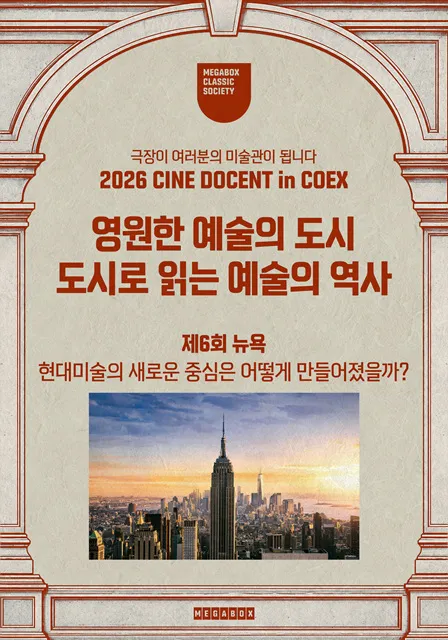 MEGABOX
CLASSIC
SOCIETY
극장이 여러분의 미술관이 됩니다
2026 CINE DOCENT in COEX
영원한 예술의 도시
도시로 읽는 예술의 역사
제6회 뉴욕
현대미술의 새로운 중심은 어떻게 만들어졌을까?
MEGABOX